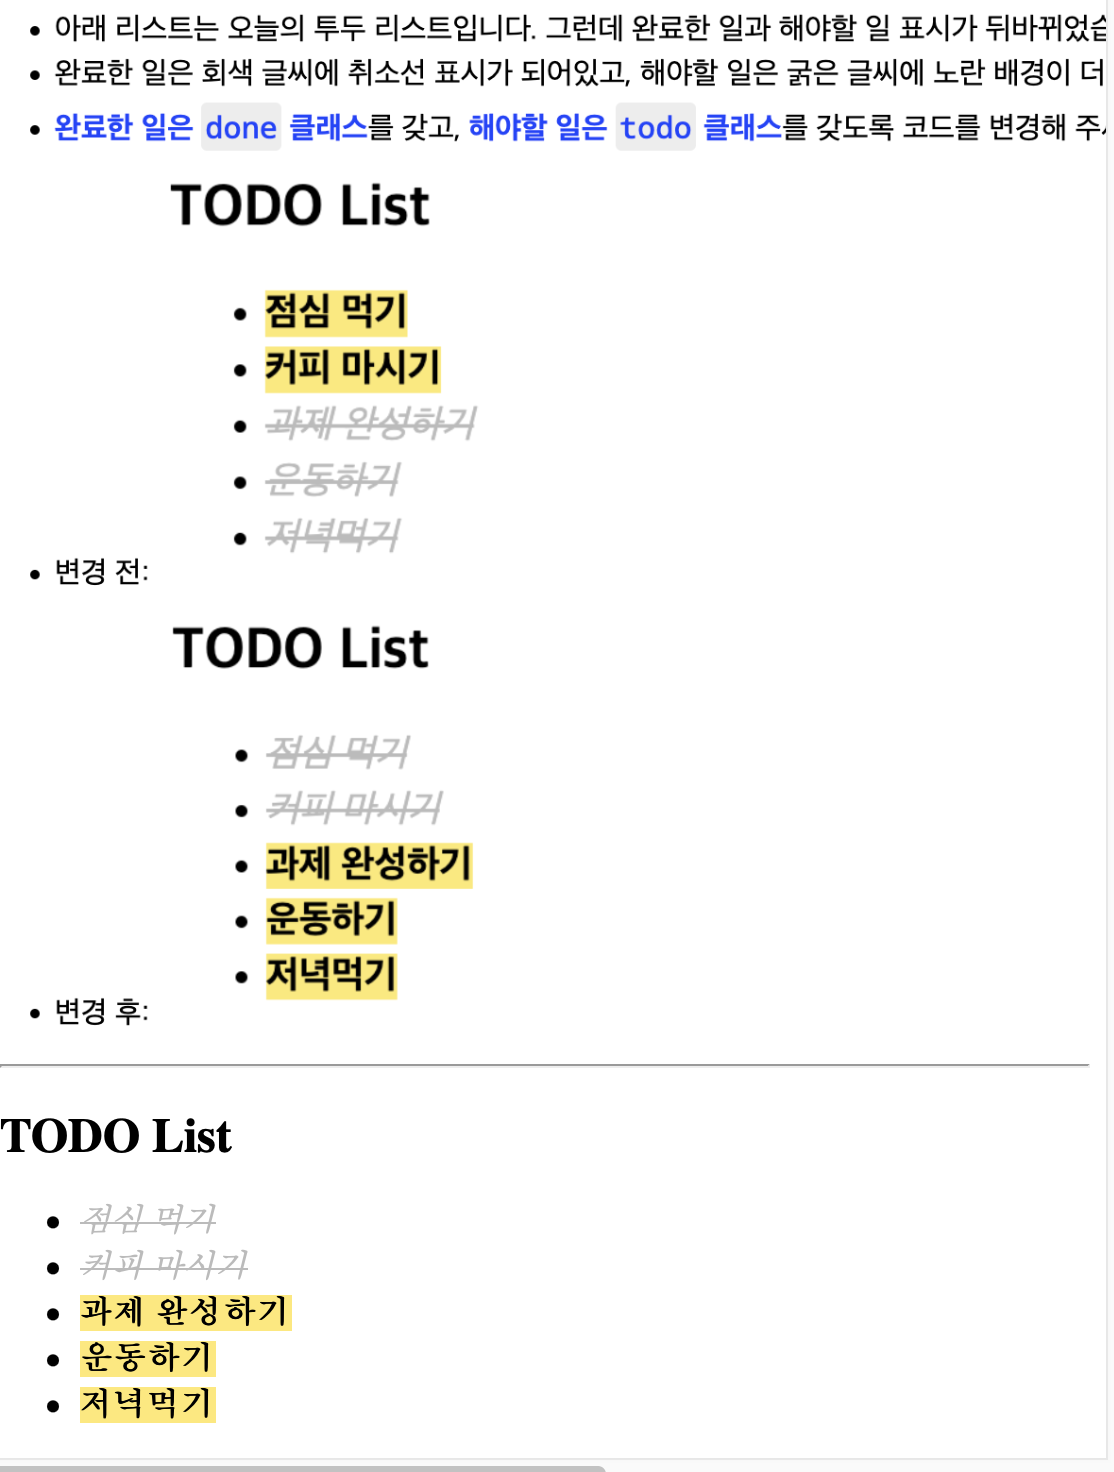 아래 리스트는 오늘의 투두 리스트입니다. 그런데 완료한 일과 해야할 일 표시가 뒤바뀌었습
완료한 일은 회색 글씨에 취소선 표시가 되어있고, 해야할 일은 굵은 글씨에 노란 배경이 더
완료한 일은 done 클래스를 갖고, 해야할 일은 todo 클래스를 갖도록 코드를 변경해 주
TODO List
점심 먹기
커피 마시기
과제 완성하기
운동하기
저녁먹기
변경 전:
TODO List
점심 먹기
커피 마시기
과제 완성하기
운동하기
저녁먹기
변경 후:
TODO List
점심 먹기
커피 마시기
과제 완성하기
운동하기
저녁먹기